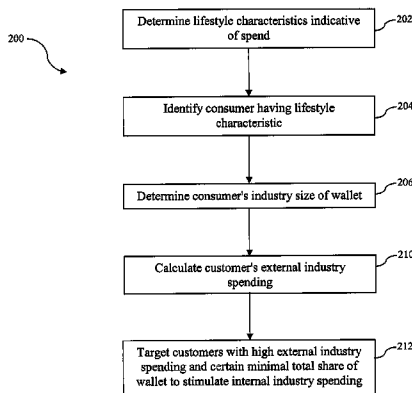 200
Determine lifestyle characteristics indicative
of spend
202
Identify consumer having lifestyle
characteristic
204
Determine consumer's industry size of wallet
206
Calculate customer's external industry
spending
210
Target customers with high external industry
spending and certain minimal total share of
wallet to stimulate internal industry spending
212